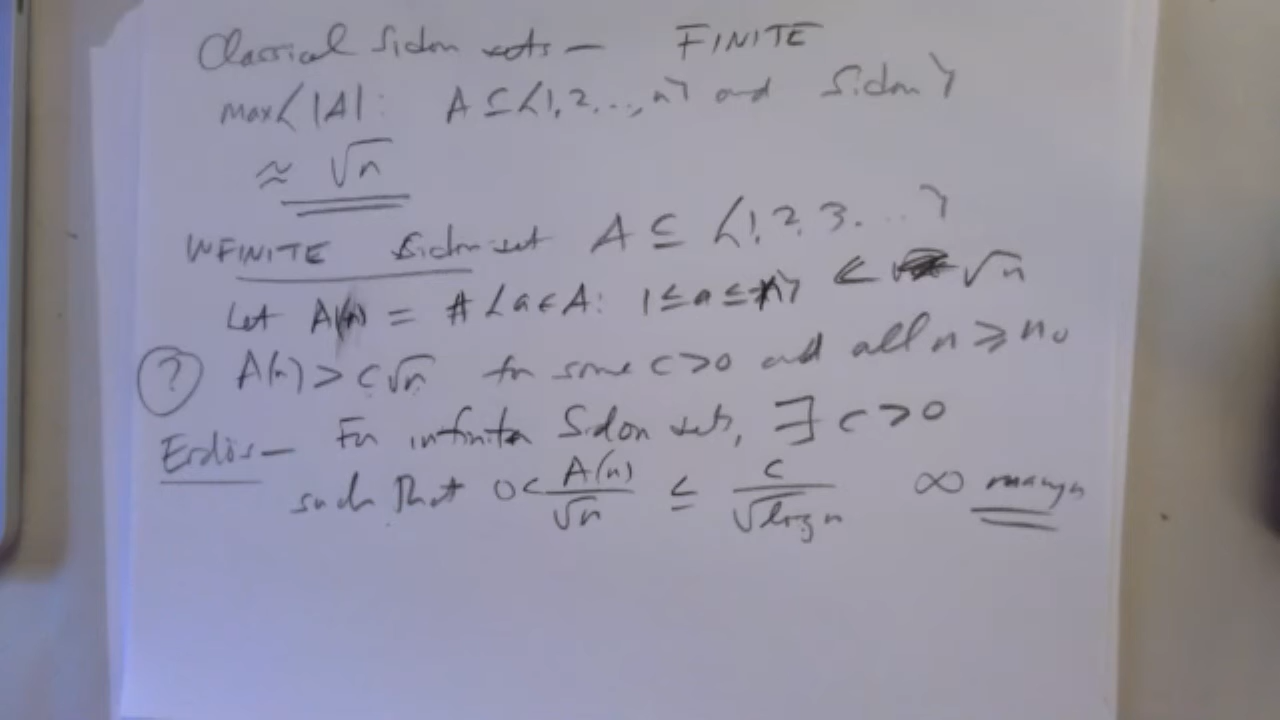 Classical Sidon sets — FINITE
max{|A|: A ⊆ {1, 2, ..., n} and Sidon}
≈ √n
INFINITE Sidon set A ⊆ {1, 2, 3, ...}
Let A(n) = # {a ∈ A: 1 ≤ a ≤ n} < √n
? A(n) > c√n for some c > 0 and all n ≥ n₀
Erdős — For infinite Sidon sets, ∃ c > 0
such that 0 < A(n)/√n ≤ c/√log n ∞ many n